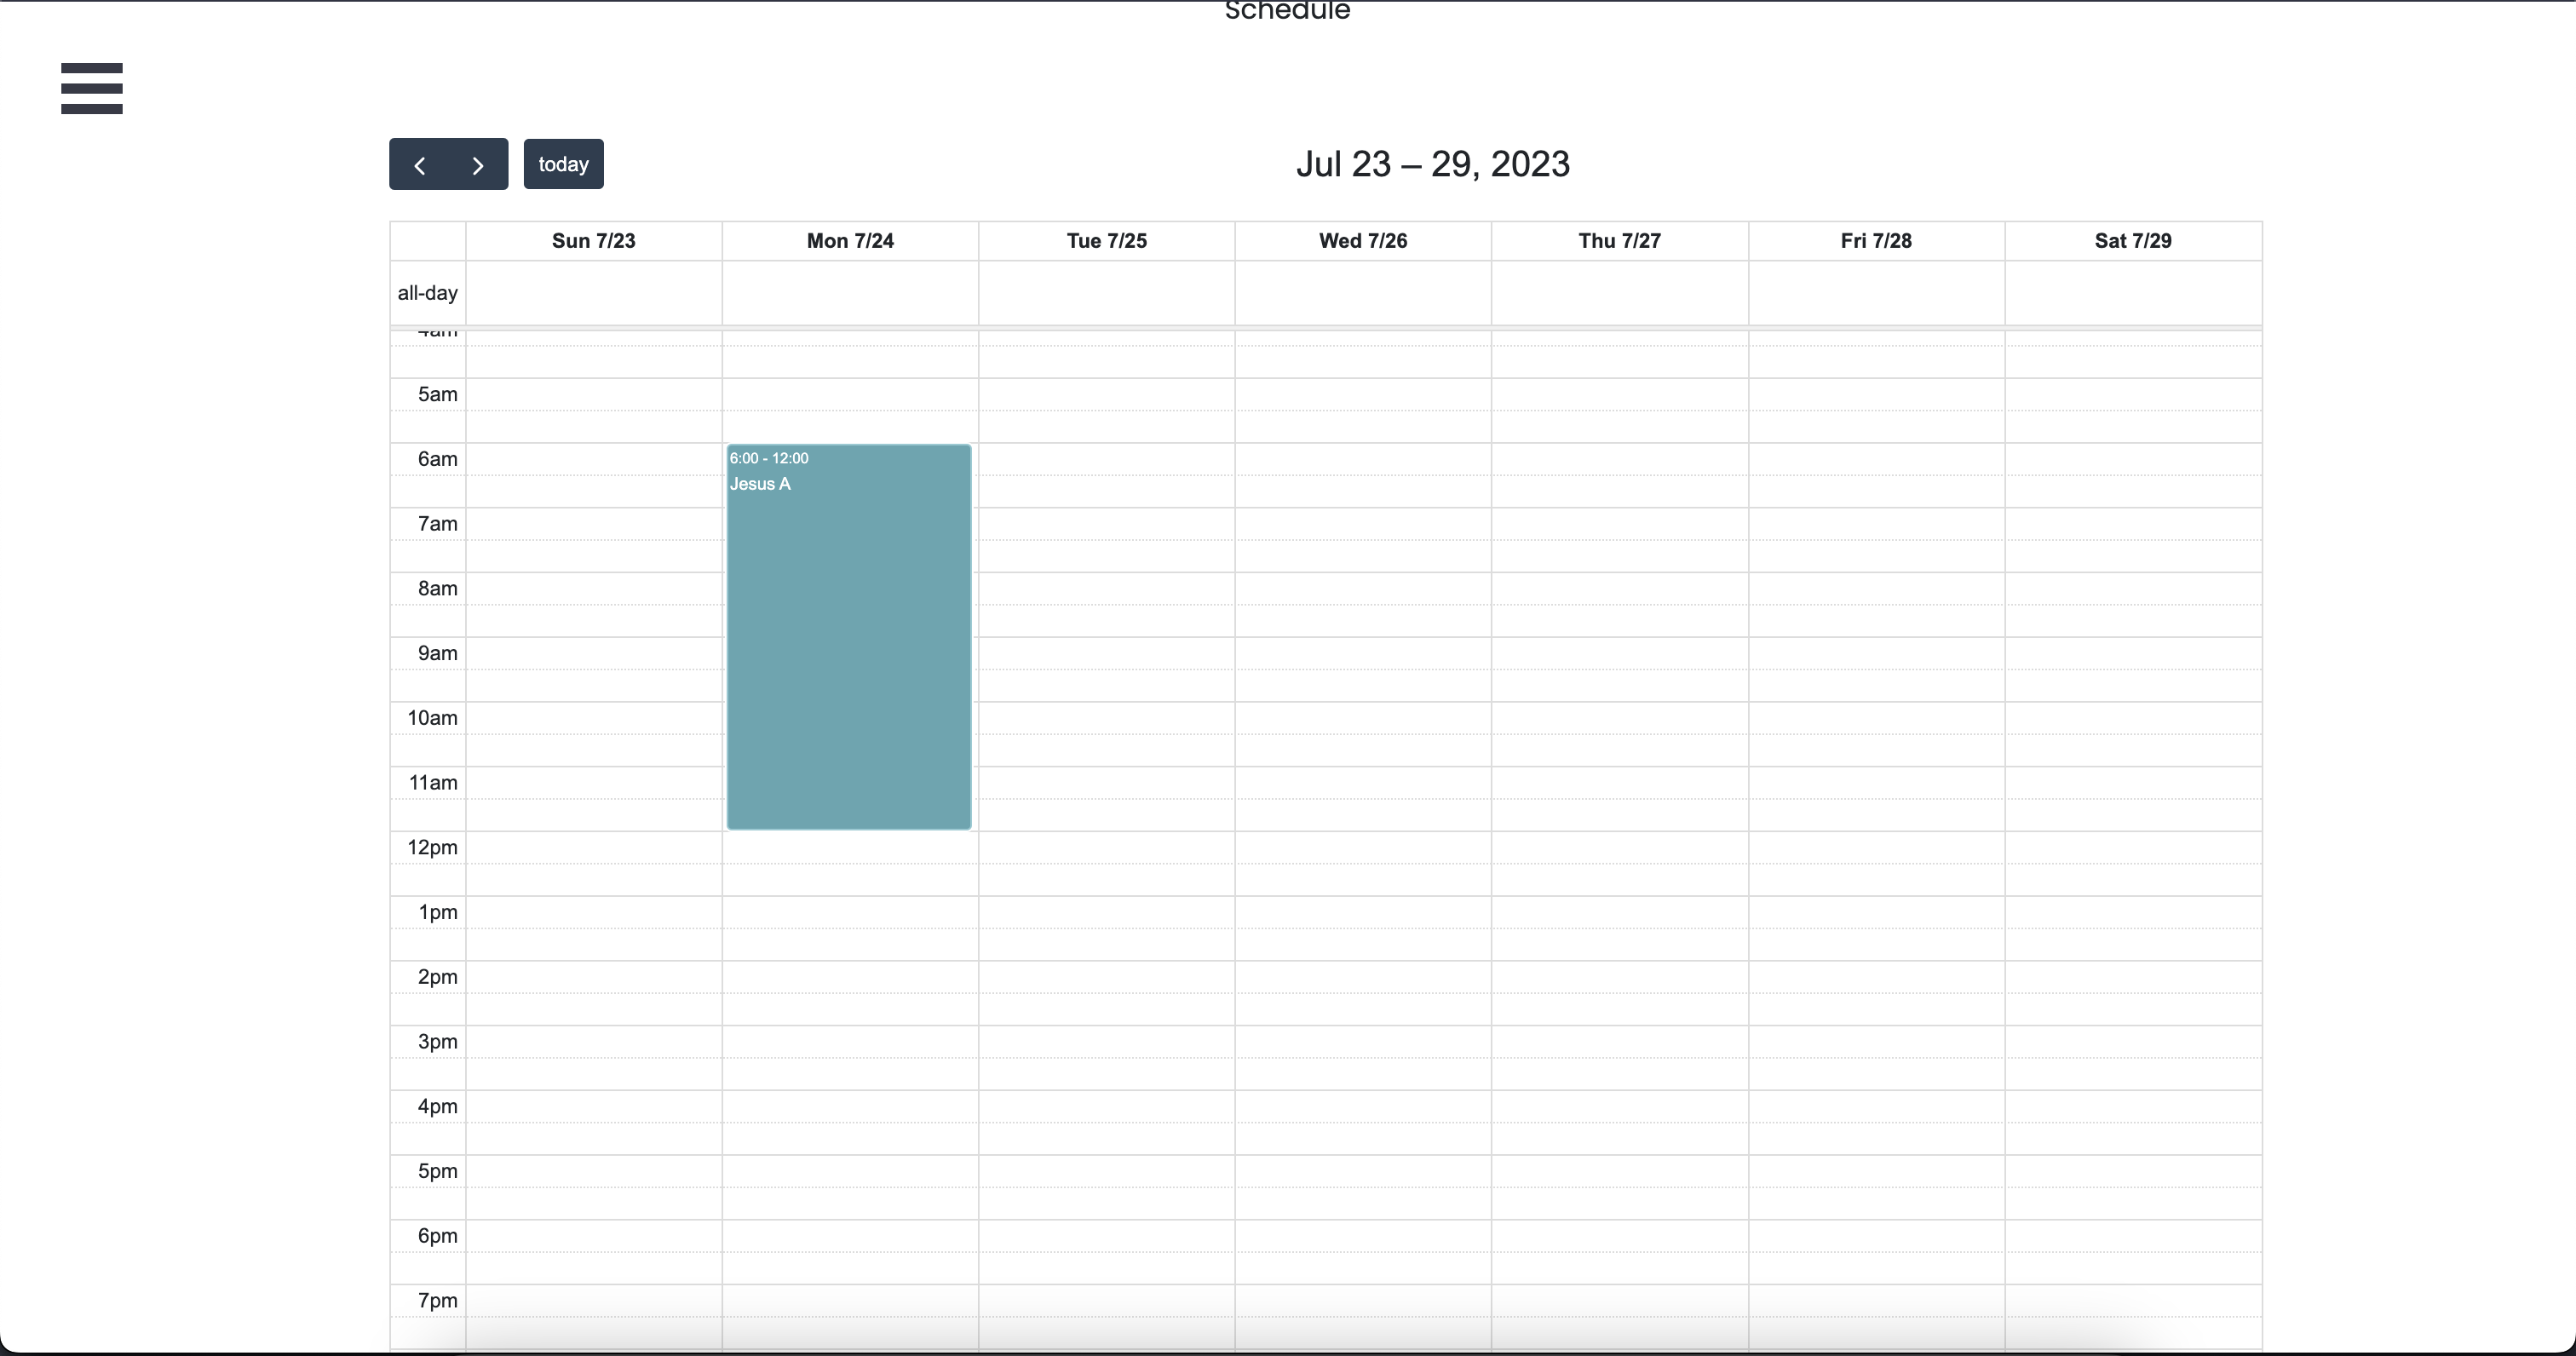 Schedule
today
Jul 23 – 29, 2023
Sun 7/23 Mon 7/24 Tue 7/25 Wed 7/26 Thu 7/27 Fri 7/28 Sat 7/29
all-day
4am
5am
6am
6:00 - 12:00
Jesus A
7am
8am
9am
10am
11am
12pm
1pm
2pm
3pm
4pm
5pm
6pm
7pm